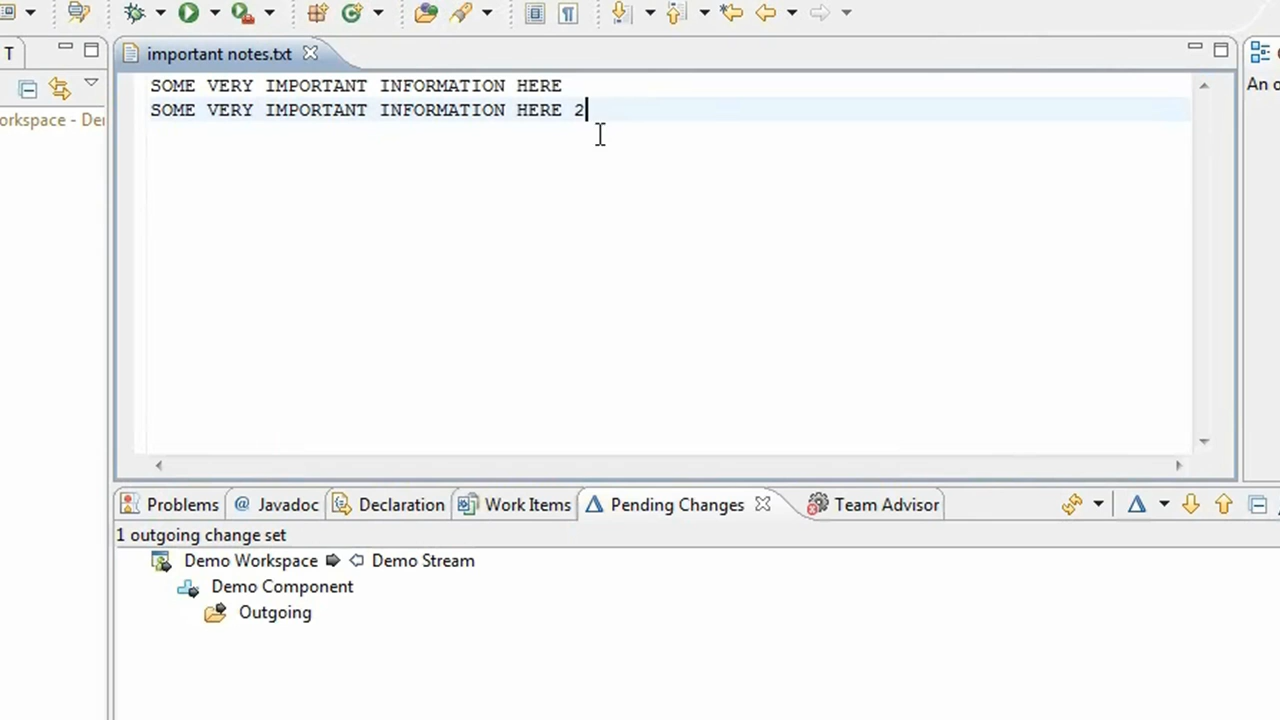 T
important notes.txt
SOME VERY IMPORTANT INFORMATION HERE
SOME VERY IMPORTANT INFORMATION HERE 2
orkspace - De
An o
Problems @ Javadoc Declaration Work Items Pending Changes Team Advisor
1 outgoing change set
Demo Workspace Demo Stream
Demo Component
Outgoing